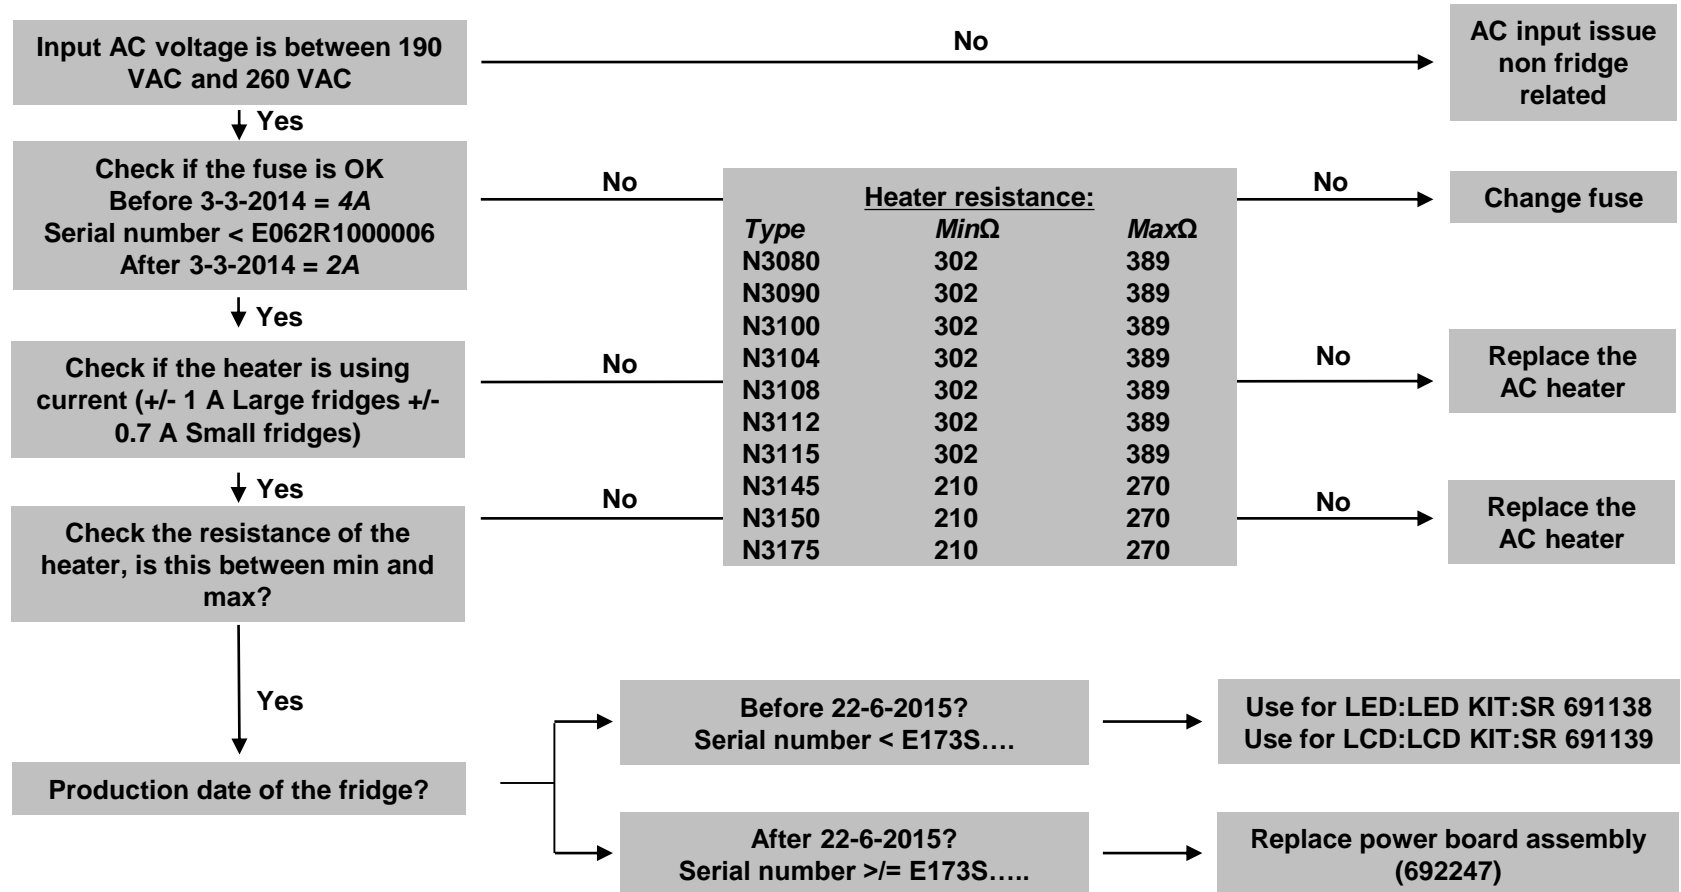 Input AC voltage is between 190
VAC and 260 VAC
No
AC input issue
non fridge
related
Yes
Check if the fuse is OK
Before 3-3-2014 = 4A
Serial number < E062R1000006
After 3-3-2014 = 2A
No
Heater resistance:
Type MinΩ MaxΩ
N3080 302 389
N3090 302 389
N3100 302 389
N3104 302 389
N3108 302 389
N3112 302 389
N3115 302 389
N3145 210 270
N3150 210 270
N3175 210 270
No
Change fuse
Yes
Check if the heater is using
current (+/- 1 A Large fridges +/-
0.7 A Small fridges)
No
No
Replace the
AC heater
Yes
Check the resistance of the
heater, is this between min and
max?
No
No
Replace the
AC heater
Yes
Production date of the fridge?
Before 22-6-2015?
Serial number < E173S….
Use for LED:LED KIT:SR 691138
Use for LCD:LCD KIT:SR 691139
After 22-6-2015?
Serial number >/= E173S…..
Replace power board assembly
(692247)